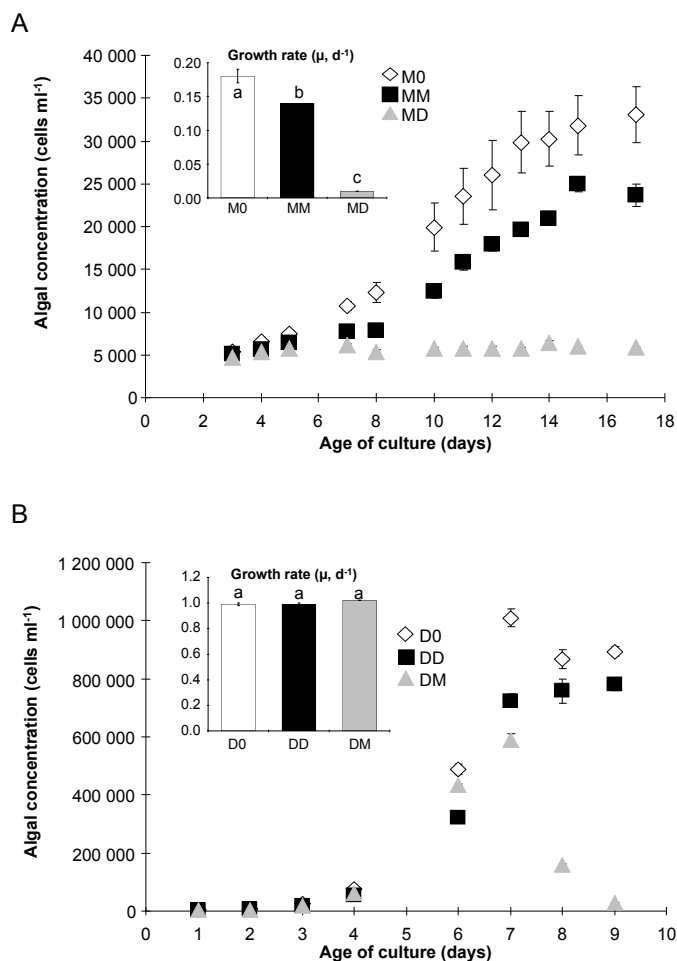 A
Algal concentration (cells ml-1)
40 000
35 000
30 000
25 000
20 000
15 000
10 000
5 000
0
Growth rate (μ, d-1)
0.20
0.15
0.10
0.05
0.00
a
b
c
M0 MM MD
M0
MM
MD
0 2 4 6 8 10 12 14 16 18
Age of culture (days)
B
Algal concentration (cells ml-1)
1 200 000
1 000 000
800 000
600 000
400 000
200 000
0
Growth rate (μ, d-1)
1.2
1.0
0.8
0.6
0.4
0.2
0.0
a a a
D0 DD DM
D0
DD
DM
0 1 2 3 4 5 6 7 8 9 10
Age of culture (days)